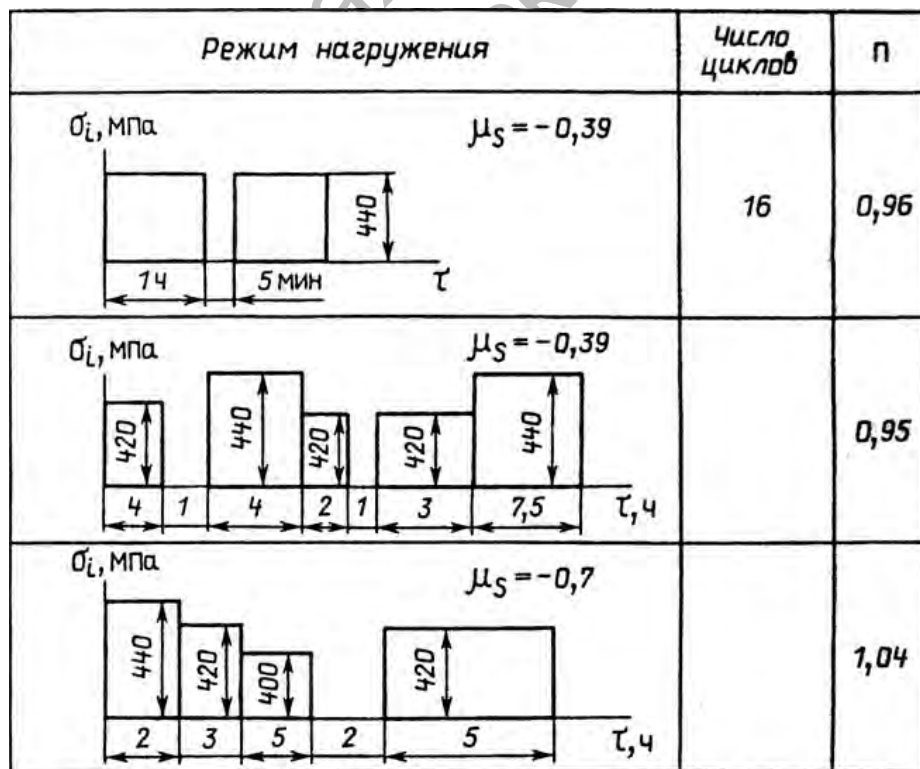 Режим нагружения
Число циклов
П
σi, МПа
μS = -0,39
440
1ч
5 мин
τ
16
0,96
σi, МПа
μS = -0,39
420
440
420
420
440
4
1
4
2
1
3
7,5
τ, ч
0,95
σi, МПа
μS = -0,7
440
420
400
420
2
3
5
2
5
τ, ч
1,04